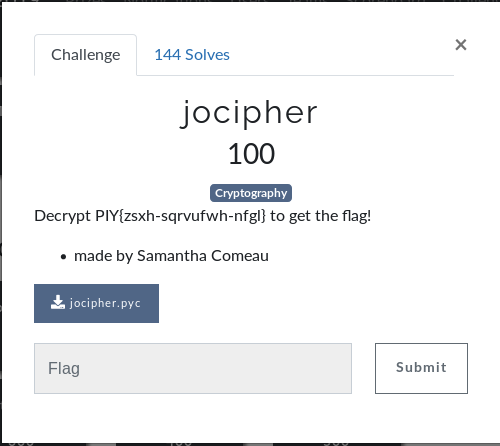 Challenge
144 Solves
×
jocipher
100
Cryptography
Decrypt PIY{zsxh-sqrvufwh-nfgl} to get the flag!
• made by Samantha Comeau
jocipher.pyc
Flag
Submit